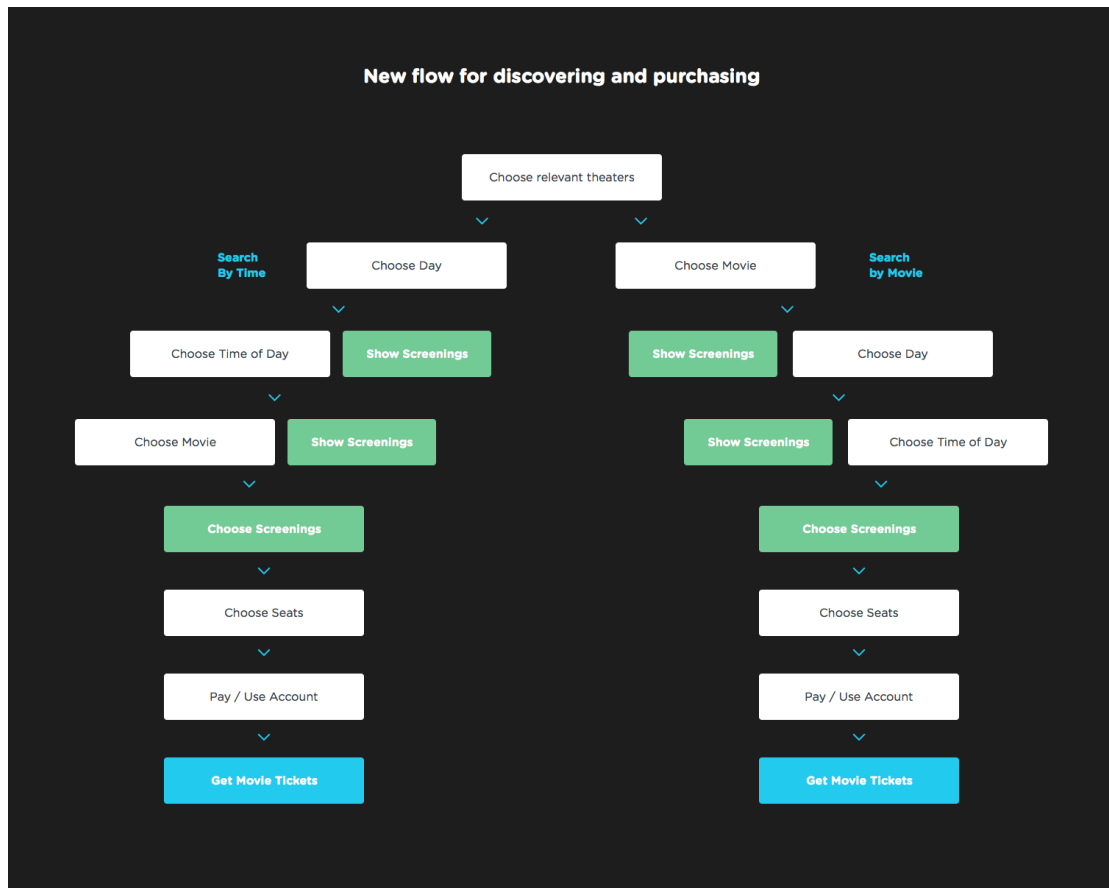 New flow for discovering and purchasing
Choose relevant theaters
Search
By Time
Choose Day
Choose Movie
Search
by Movie
Choose Time of Day
Show Screenings
Show Screenings
Choose Day
Choose Movie
Show Screenings
Show Screenings
Choose Time of Day
Choose Screenings
Choose Screenings
Choose Seats
Choose Seats
Pay / Use Account
Pay / Use Account
Get Movie Tickets
Get Movie Tickets